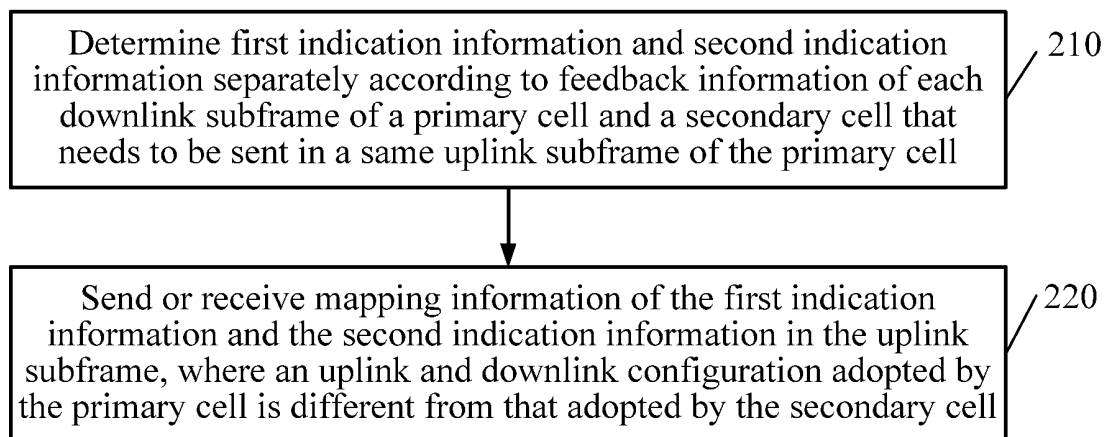 Determine first indication information and second indication
information separately according to feedback information of each
downlink subframe of a primary cell and a secondary cell that
needs to be sent in a same uplink subframe of the primary cell
210
Send or receive mapping information of the first indication
information and the second indication information in the uplink
subframe, where an uplink and downlink configuration adopted by
the primary cell is different from that adopted by the secondary cell
220